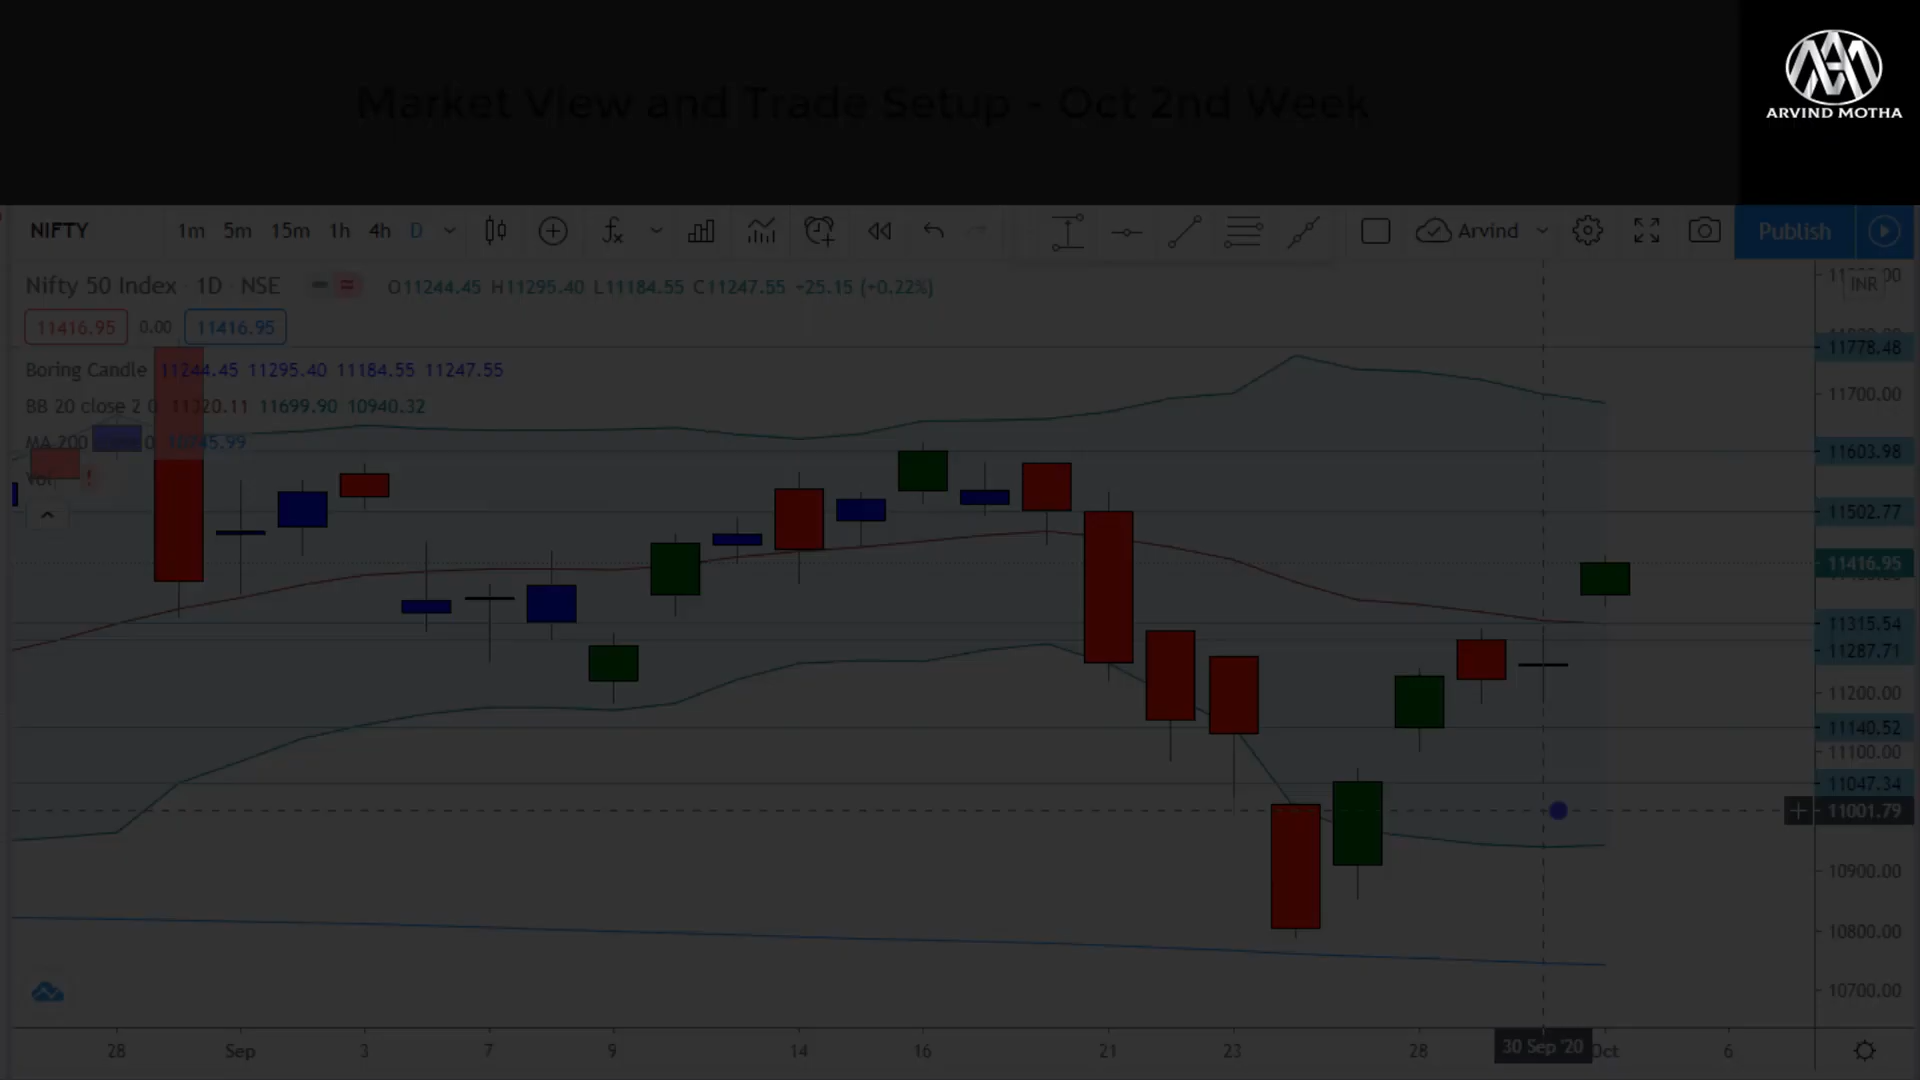 Market View and Trade Setup - Oct 2nd Week
ARVIND MOTHA
NIFTY 1m 5m 15m 1h 4h D fx Arvind Publish
Nifty 50 Index · 1D · NSE O11244.45 H11295.40 L11184.55 C11247.55 +25.15 (+0.22%)
INR
11416.95 0.00 11416.95
Boring Candle 11244.45 11295.40 11184.55 11247.55
BB 20 close 2 0 11320.11 11699.90 10940.32
MA 200 0
Vol
11778.48
11700.00
11603.98
11502.77
11416.95
11315.54
11287.71
11200.00
11140.52
11100.00
11047.34
11001.79
10900.00
10800.00
10700.00
28 Sep 3 7 9 14 16 21 23 28 30 Sep '20 Oct 6